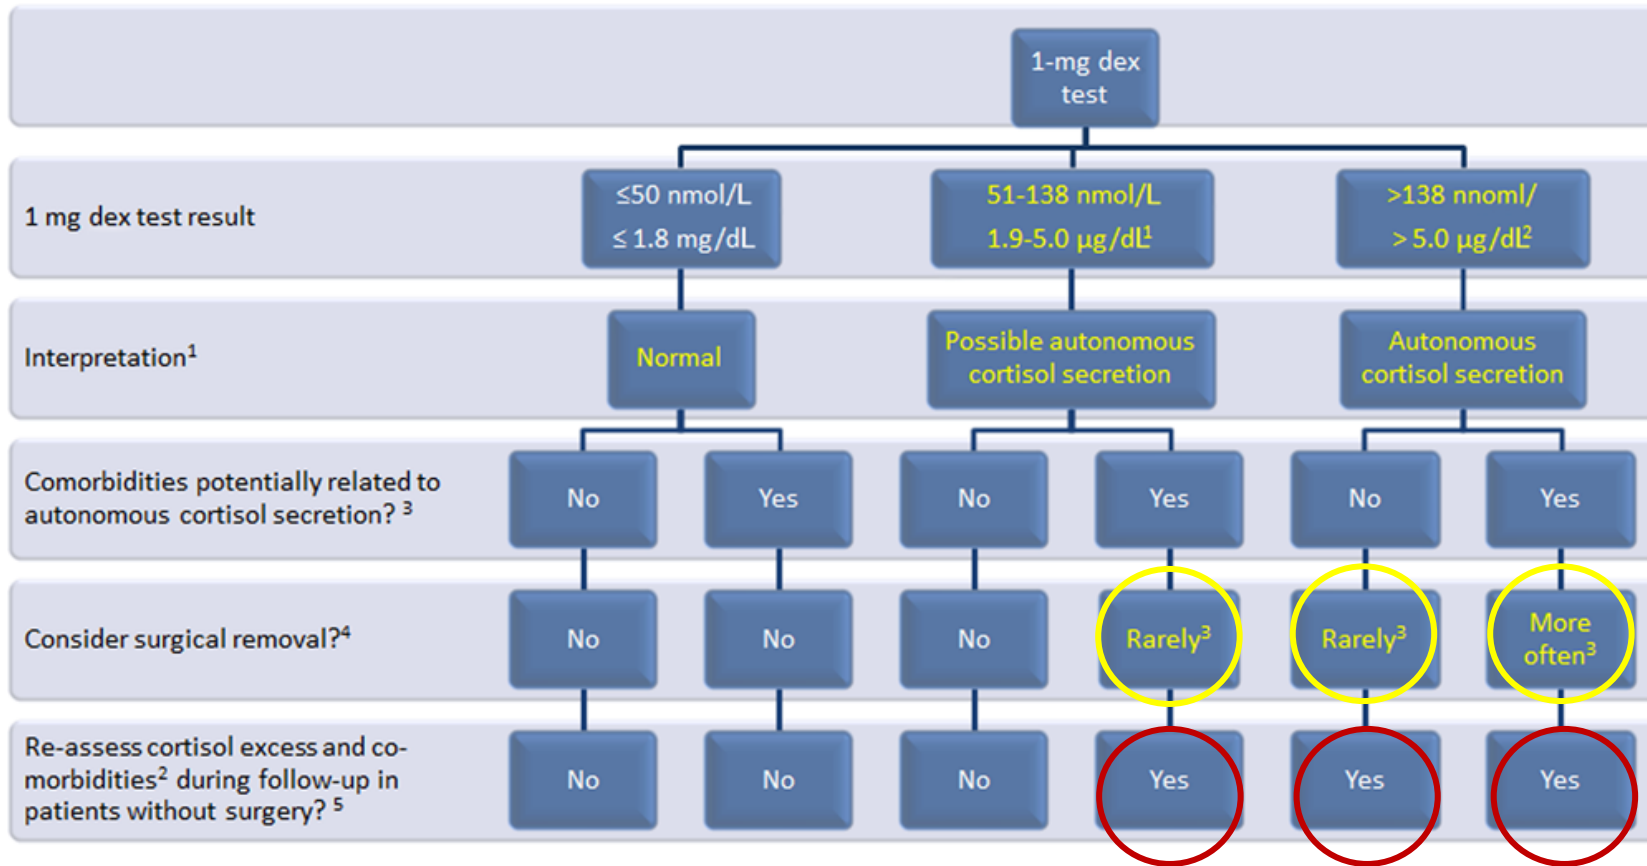 1-mg dex
test
1 mg dex test result
≤50 nmol/L
≤ 1.8 mg/dL
51-138 nmol/L
1.9-5.0 µg/dL¹
>138 nnoml/
> 5.0 µg/dL²
Interpretation¹
Normal
Possible autonomous
cortisol secretion
Autonomous
cortisol secretion
Comorbidities potentially related to
autonomous cortisol secretion? ³
No
Yes
No
Yes
No
Yes
Consider surgical removal?⁴
No
No
No
Rarely³
Rarely³
More
often³
Re-assess cortisol excess and co-
morbidities² during follow-up in
patients without surgery? ⁵
No
No
No
Yes
Yes
Yes